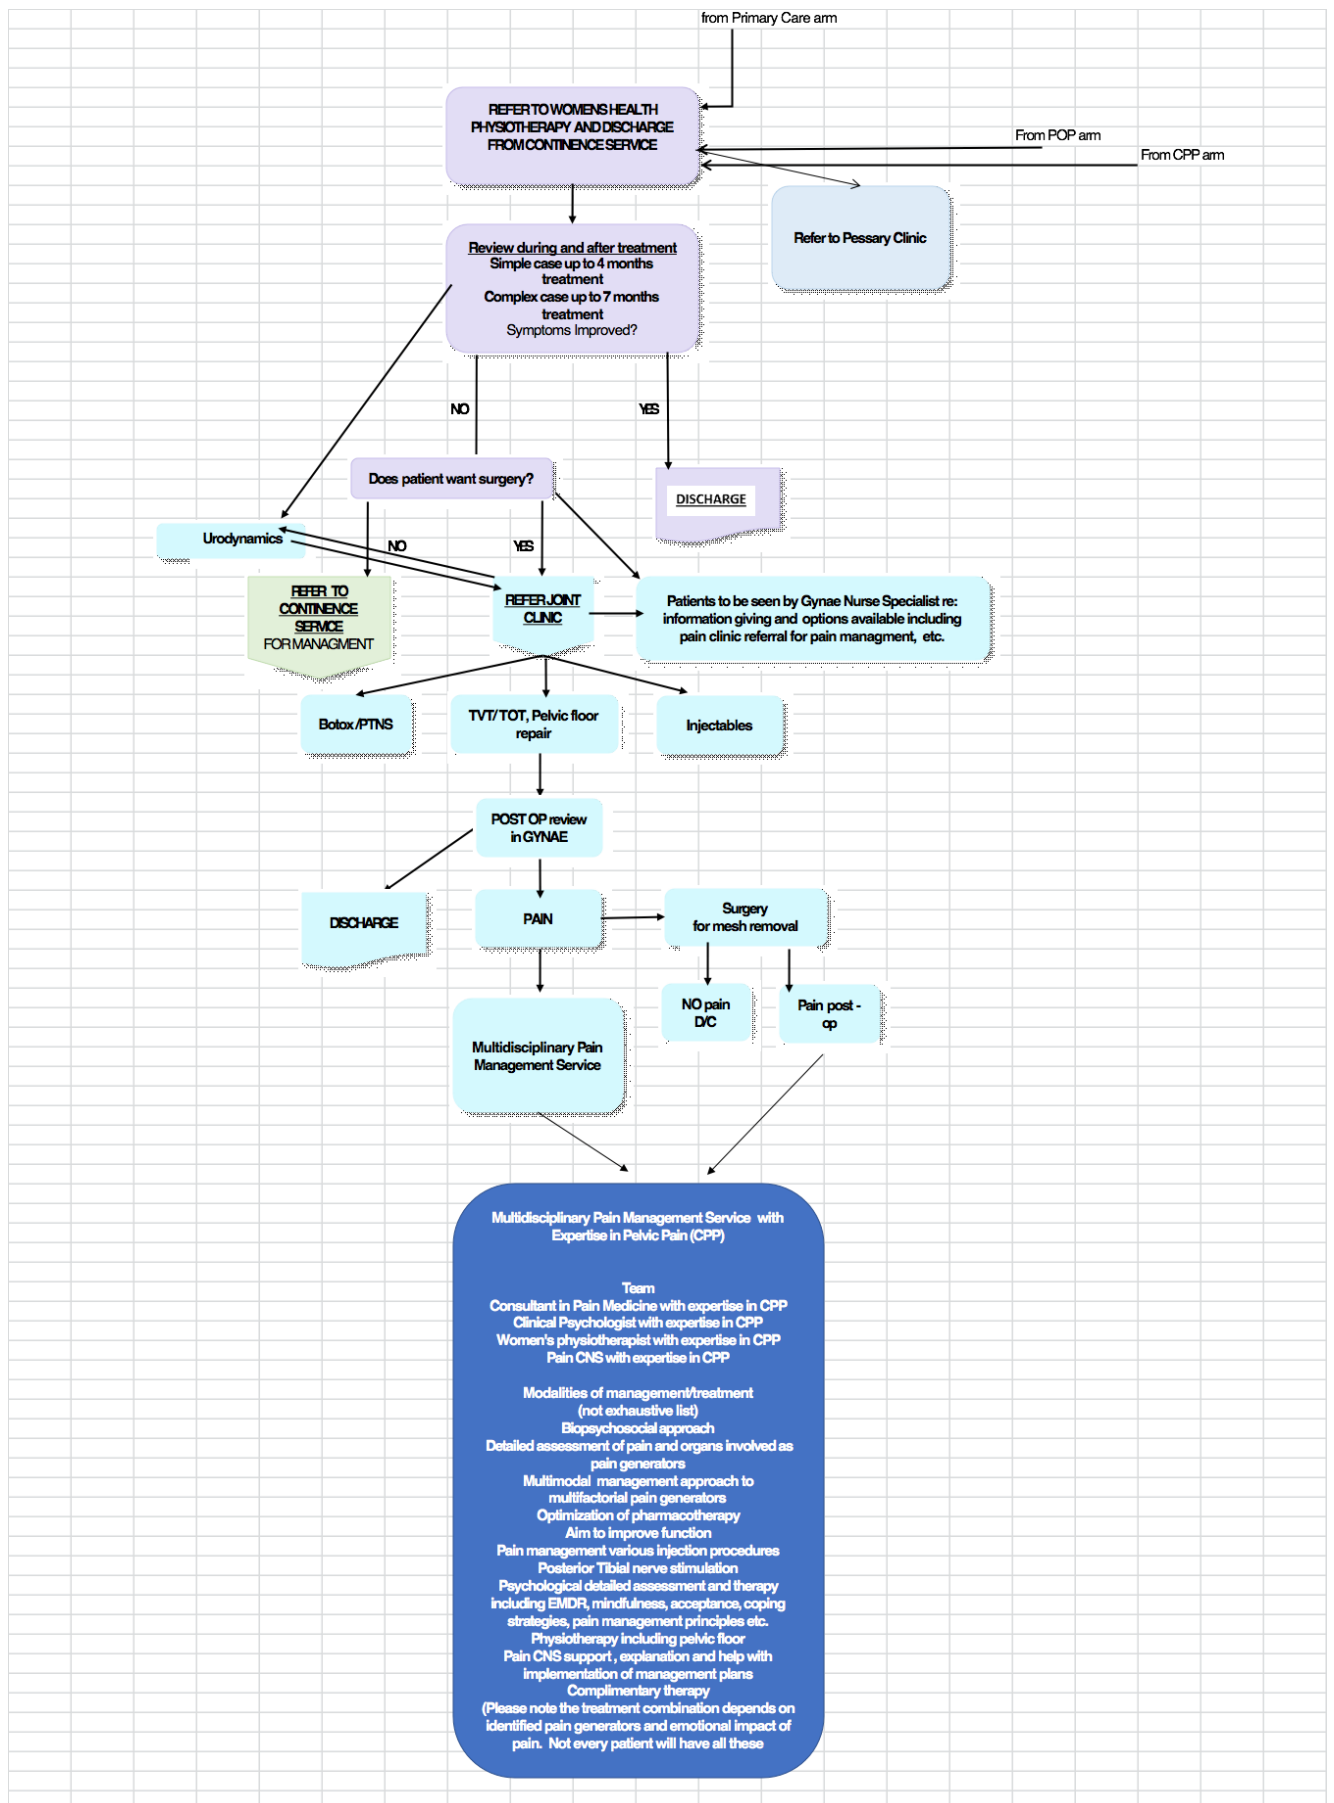 from Primary Care arm
REFER TO WOMENS HEALTH
PHYSIOTHERAPY AND DISCHARGE
FROM CONTINENCE SERVICE
From POP arm
From CPP arm
Refer to Pessary Clinic
Review during and after treatment
Simple case up to 4 months
treatment
Complex case up to 7 months
treatment
Symptoms Improved?
NO
YES
Does patient want surgery?
DISCHARGE
Urodynamics
NO
YES
REFER TO
CONTINENCE
SERVICE
FOR MANAGMENT
REFER JOINT
CLINIC
Patients to be seen by Gynae Nurse Specialist re:
information giving and options available including
pain clinic referral for pain managment, etc.
Botox /PTNS
TVT/ TOT, Pelvic floor
repair
Injectables
POST OP review
in GYNAE
DISCHARGE
PAIN
Surgery
for mesh removal
NO pain
D/C
Pain post -
op
Multidisciplinary Pain
Management Service
Multidisciplinary Pain Management Service with
Expertise in Pelvic Pain (CPP)
Team
Consultant in Pain Medicine with expertise in CPP
Clinical Psychologist with expertise in CPP
Women's physiotherapist with expertise in CPP
Pain CNS with expertise in CPP
Modalities of management/treatment
(not exhaustive list)
Biopsychosocial approach
Detailed assessment of pain and organs involved as
pain generators
Multimodal management approach to
multifactorial pain generators
Optimization of pharmacotherapy
Aim to improve function
Pain management various injection procedures
Posterior Tibial nerve stimulation
Psychological detailed assessment and therapy
including EMDR, mindfulness, acceptance, coping
strategies, pain management principles etc.
Physiotherapy including pelvic floor
Pain CNS support , explanation and help with
implementation of management plans
Complimentary therapy
(Please note the treatment combination depends on
identified pain generators and emotional impact of
pain. Not every patient will have all these